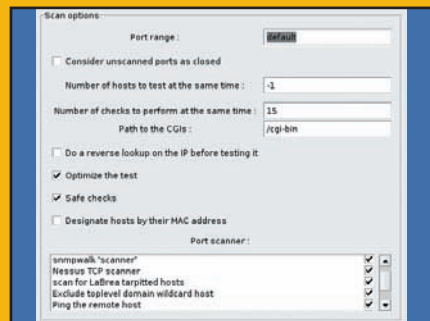 Scan options
Port range :
default
Consider unscanned ports as closed
Number of hosts to test at the same time :
-1
Number of checks to perform at the same time :
15
Path to the CGIs :
/cgi-bin
Do a reverse lookup on the IP before testing it
Optimize the test
Safe checks
Designate hosts by their MAC address
Port scanner :
snmpwalk "scanner"
Nessus TCP scanner
scan for LaBrea tarpitted hosts
Exclude toplevel domain wildcard host
Ping the remote host